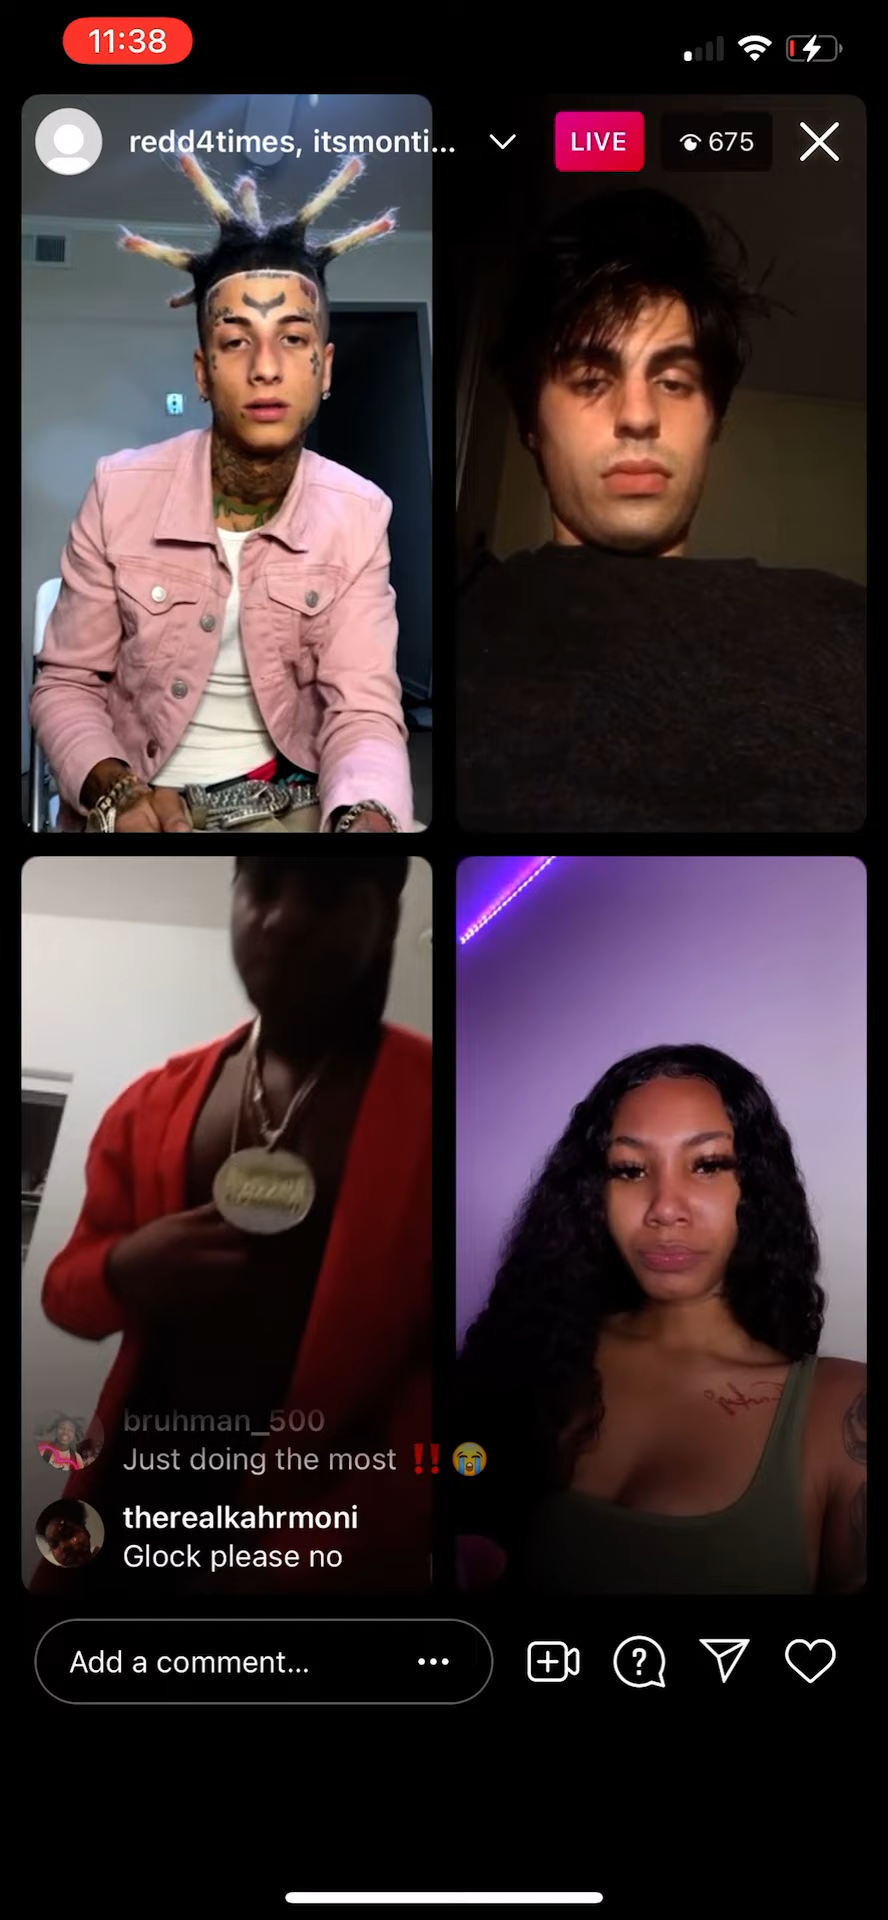 11:38
redd4times, itsmonti...
LIVE
675
bruhman_500
Just doing the most ‼️😭
therealkahrmoni
Glock please no
Add a comment...